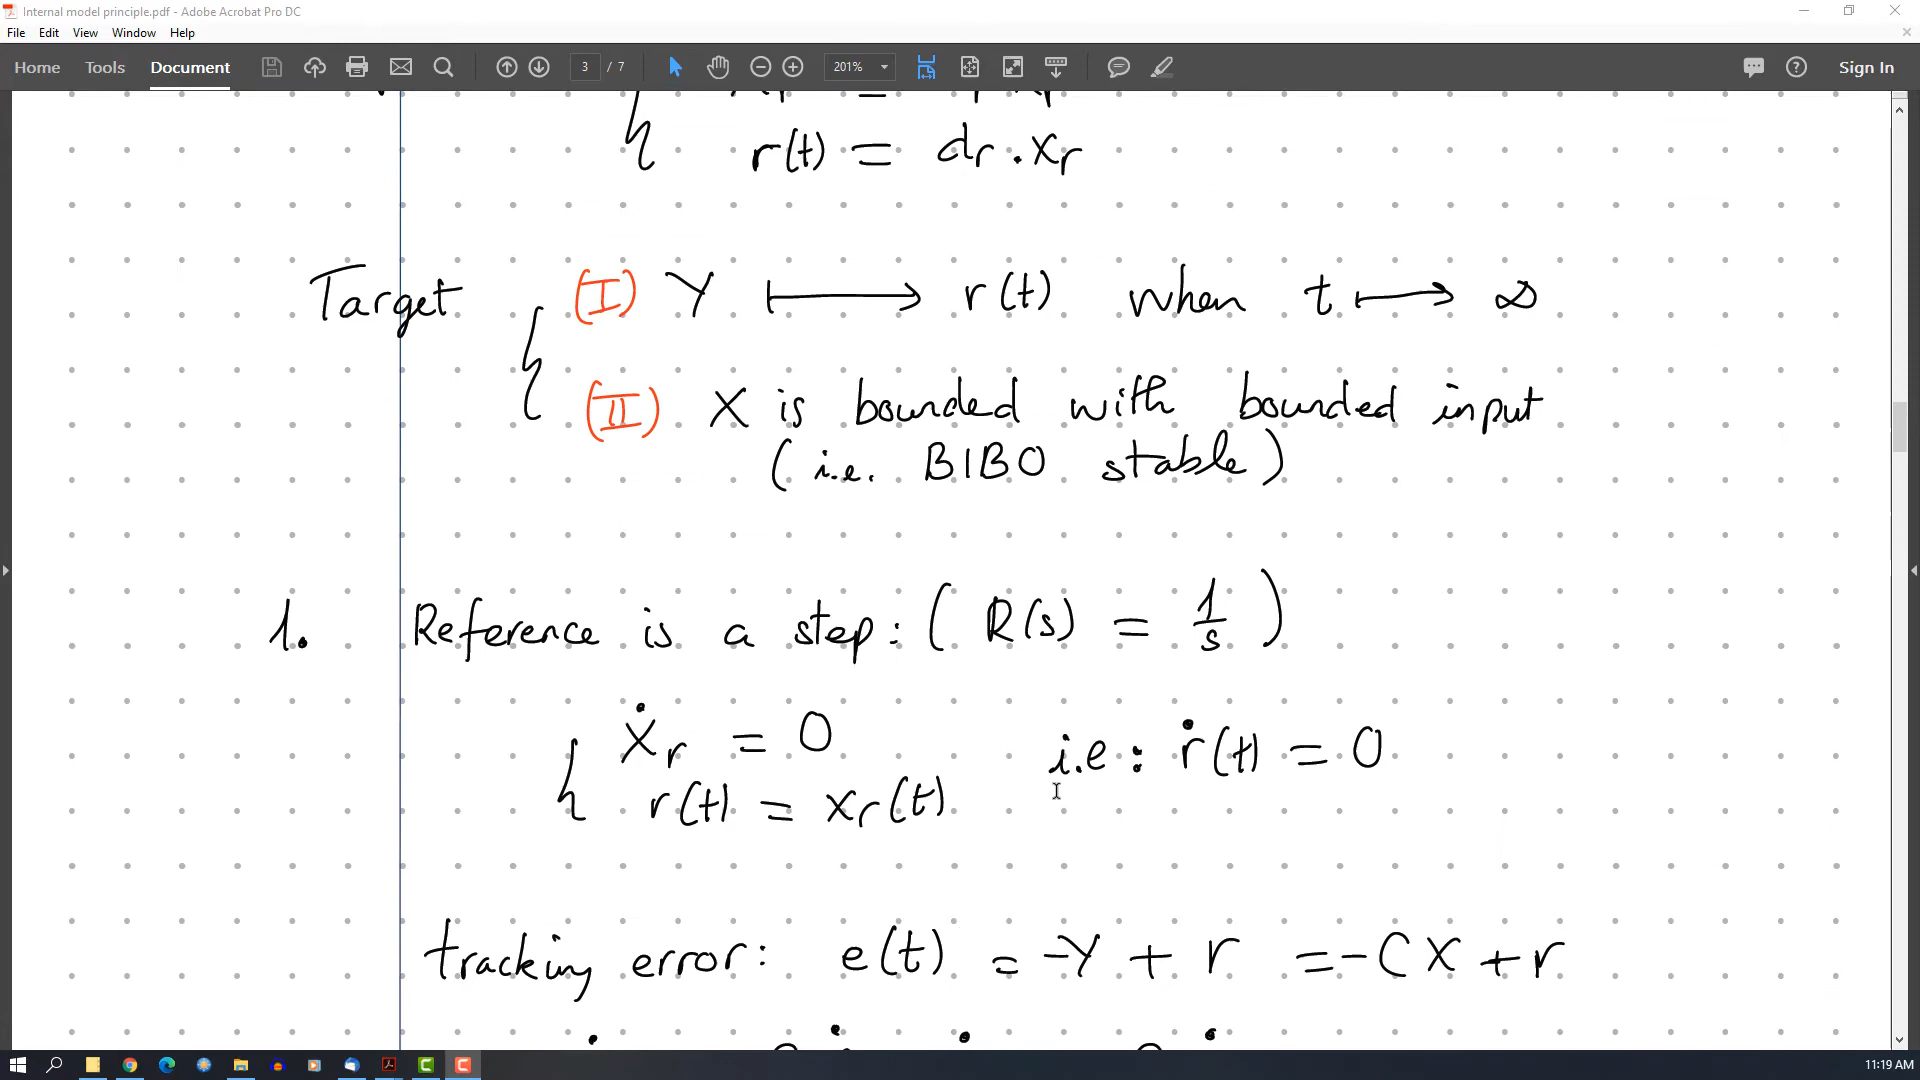 Internal model principle.pdf - Adobe Acrobat Pro DC
File Edit View Window Help
Home Tools Document 3 / 7 201% Sign In
r(t) = dr . xr
Target { (I) Y ⟼ r(t) when t ⟼ ∞
(II) X is bounded with bounded input
(i.e. BIBO stable)
1. Reference is a step: ( R(s) = 1/s )
{ ẋr = 0 i.e: ṙ(t) = 0
r(t) = xr(t)
tracking error: e(t) = -Y + r = -CX + r
11:19 AM